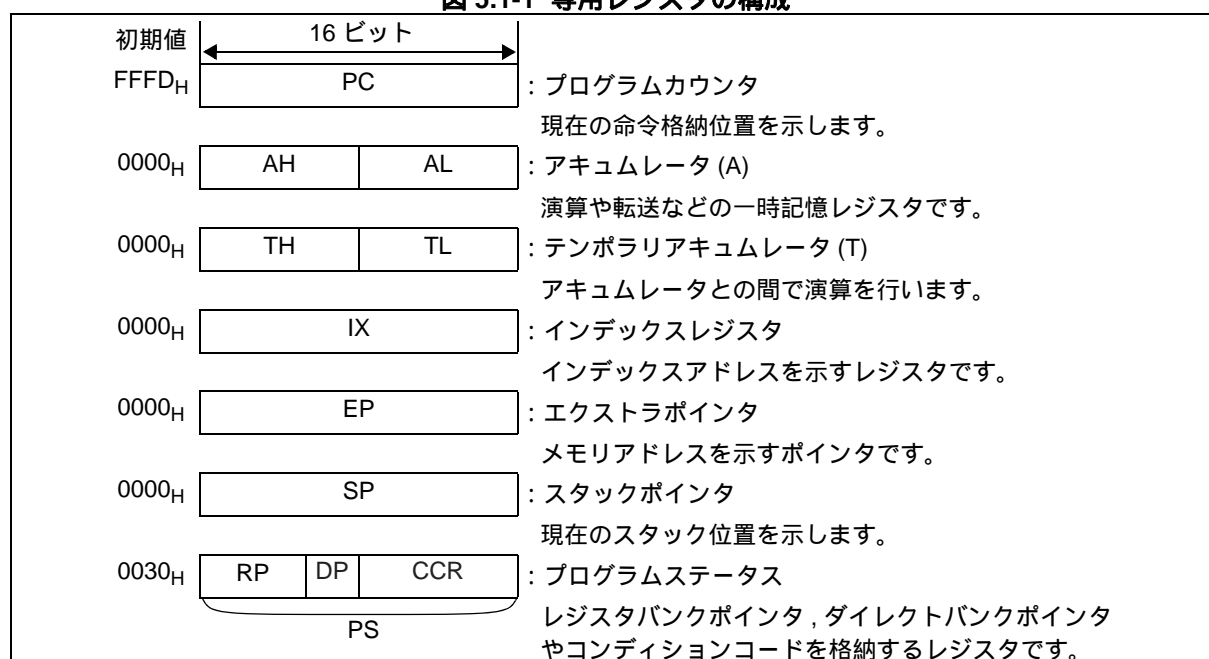 図 5.1-1 専用レジスタの構成
初期値 16 ビット
FFFDH PC : プログラムカウンタ
現在の命令格納位置を示します。
0000H AH AL : アキュムレータ (A)
演算や転送などの一時記憶レジスタです。
0000H TH TL : テンポラリアキュムレータ (T)
アキュムレータとの間で演算を行います。
0000H IX : インデックスレジスタ
インデックスアドレスを示すレジスタです。
0000H EP : エクストラポインタ
メモリアドレスを示すポインタです。
0000H SP : スタックポインタ
現在のスタック位置を示します。
0030H RP DP CCR : プログラムステータス
PS レジスタバンクポインタ , ダイレクトバンクポインタ
やコンディションコードを格納するレジスタです。